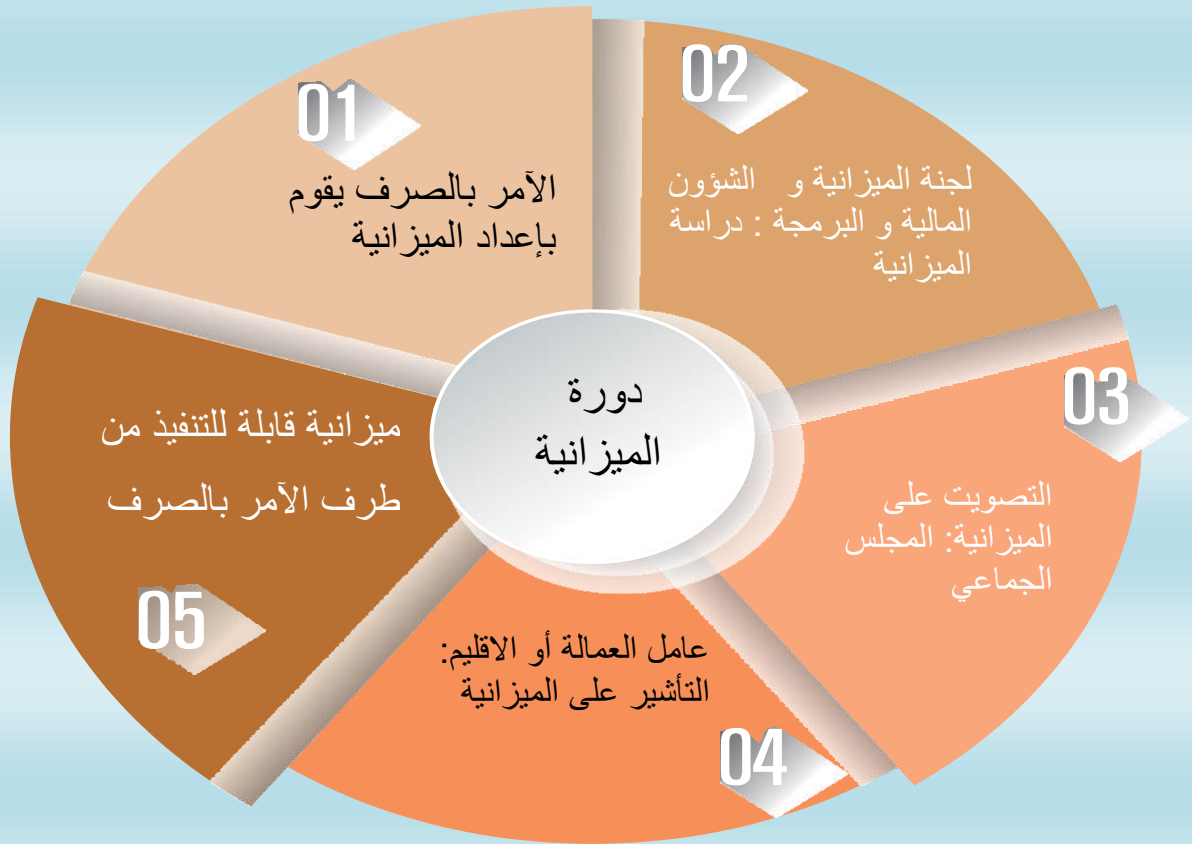 01
الآمر بالصرف يقوم
بإعداد الميزانية
02
لجنة الميزانية و الشؤون
المالية و البرمجة : دراسة
الميزانية
03
التصويت على
الميزانية: المجلس
الجماعي
04
عامل العمالة أو الاقليم:
التأشير على الميزانية
05
ميزانية قابلة للتنفيذ من
طرف الآمر بالصرف
دورة
الميزانية